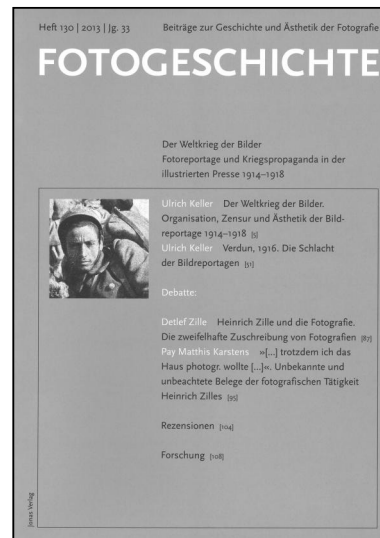 Heft 130 | 2013 | Jg. 33 Beiträge zur Geschichte und Ästhetik der Fotografie
FOTOGESCHICHTE
Der Weltkrieg der Bilder
Fotoreportage und Kriegspropaganda in der
illustrierten Presse 1914–1918
Ulrich Keller Der Weltkrieg der Bilder.
Organisation, Zensur und Ästhetik der Bild-
reportage 1914–1918 [5]
Ulrich Keller Verdun, 1916. Die Schlacht
der Bildreportagen [51]
Debatte:
Detlef Zille Heinrich Zille und die Fotografie.
Die zweifelhafte Zuschreibung von Fotografien [87]
Pay Matthis Karstens »[...] trotzdem ich das
Haus photogr. wollte [...]«. Unbekannte und
unbeachtete Belege der fotografischen Tätigkeit
Heinrich Zilles [95]
Rezensionen [104]
Forschung [108]
Jonas Verlag